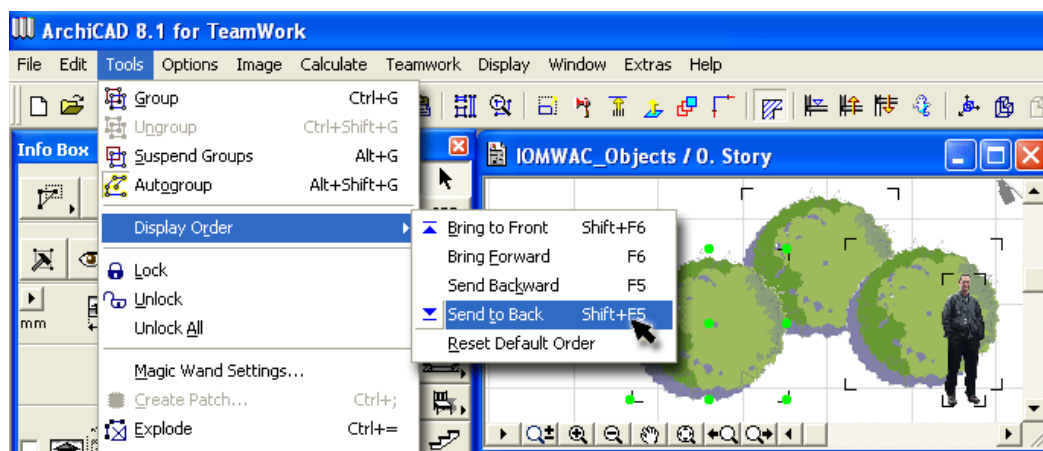 ArchiCAD 8.1 for TeamWork
File Edit Tools Options Image Calculate Teamwork Display Window Extras Help
Group Ctrl+G
Ungroup Ctrl+Shift+G
Suspend Groups Alt+G
Autogroup Alt+Shift+G
Display Order
Lock
Unlock
Unlock All
Magic Wand Settings...
Create Patch... Ctrl+;
Explode Ctrl+=
Info Box
mm
Bring to Front Shift+F6
Bring Forward F6
Send Backward F5
Send to Back Shift+F5
Reset Default Order
IOMWAC_Objects / 0. Story